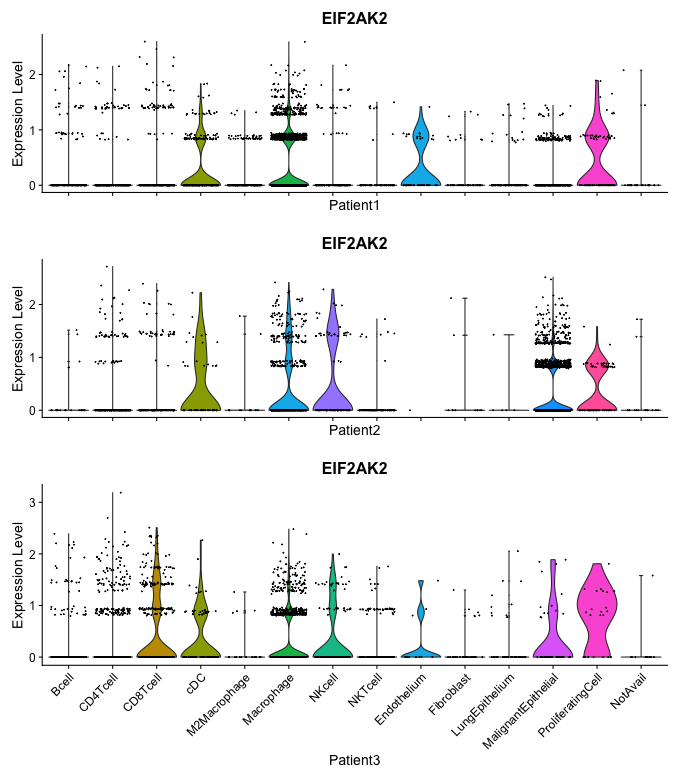 EIF2AK2
Expression Level
2
1
0
Patient1
EIF2AK2
Expression Level
2
1
0
Patient2
EIF2AK2
Expression Level
3
2
1
0
Bcell
CD4Tcell
CD8Tcell
cDC
M2Macrophage
Macrophage
NKcell
NKTcell
Endothelium
Fibroblast
LungEpithelium
MalignantEpithelial
ProliferatingCell
NotAvail
Patient3